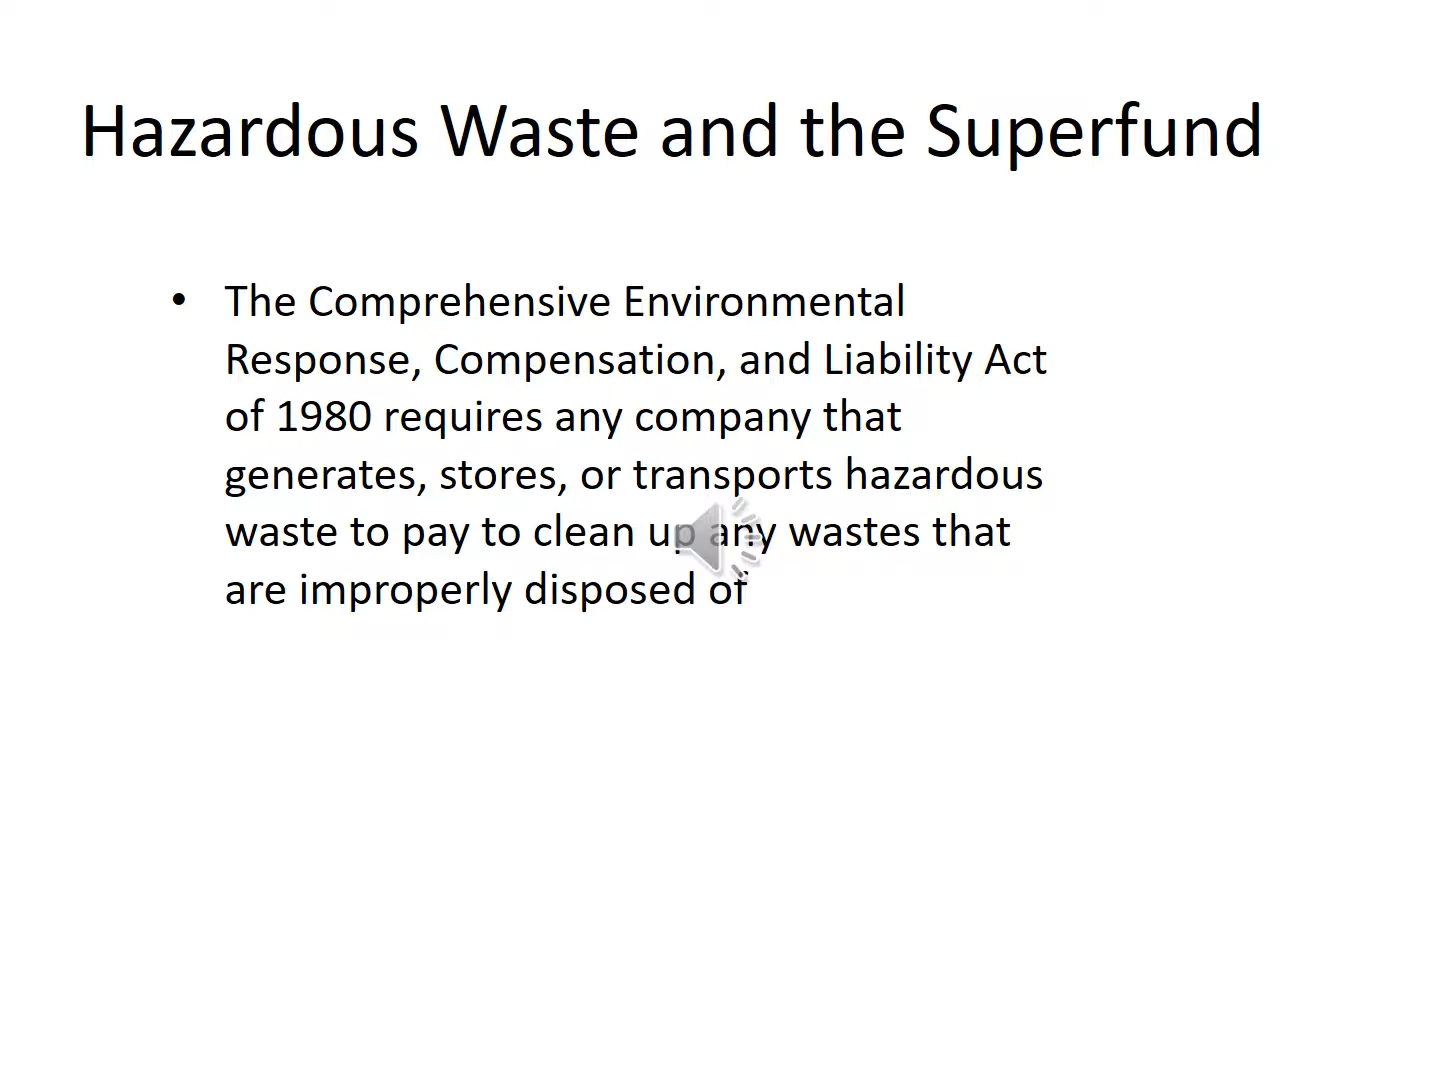 Hazardous Waste and the Superfund
• The Comprehensive Environmental
Response, Compensation, and Liability Act
of 1980 requires any company that
generates, stores, or transports hazardous
waste to pay to clean up any wastes that
are improperly disposed of